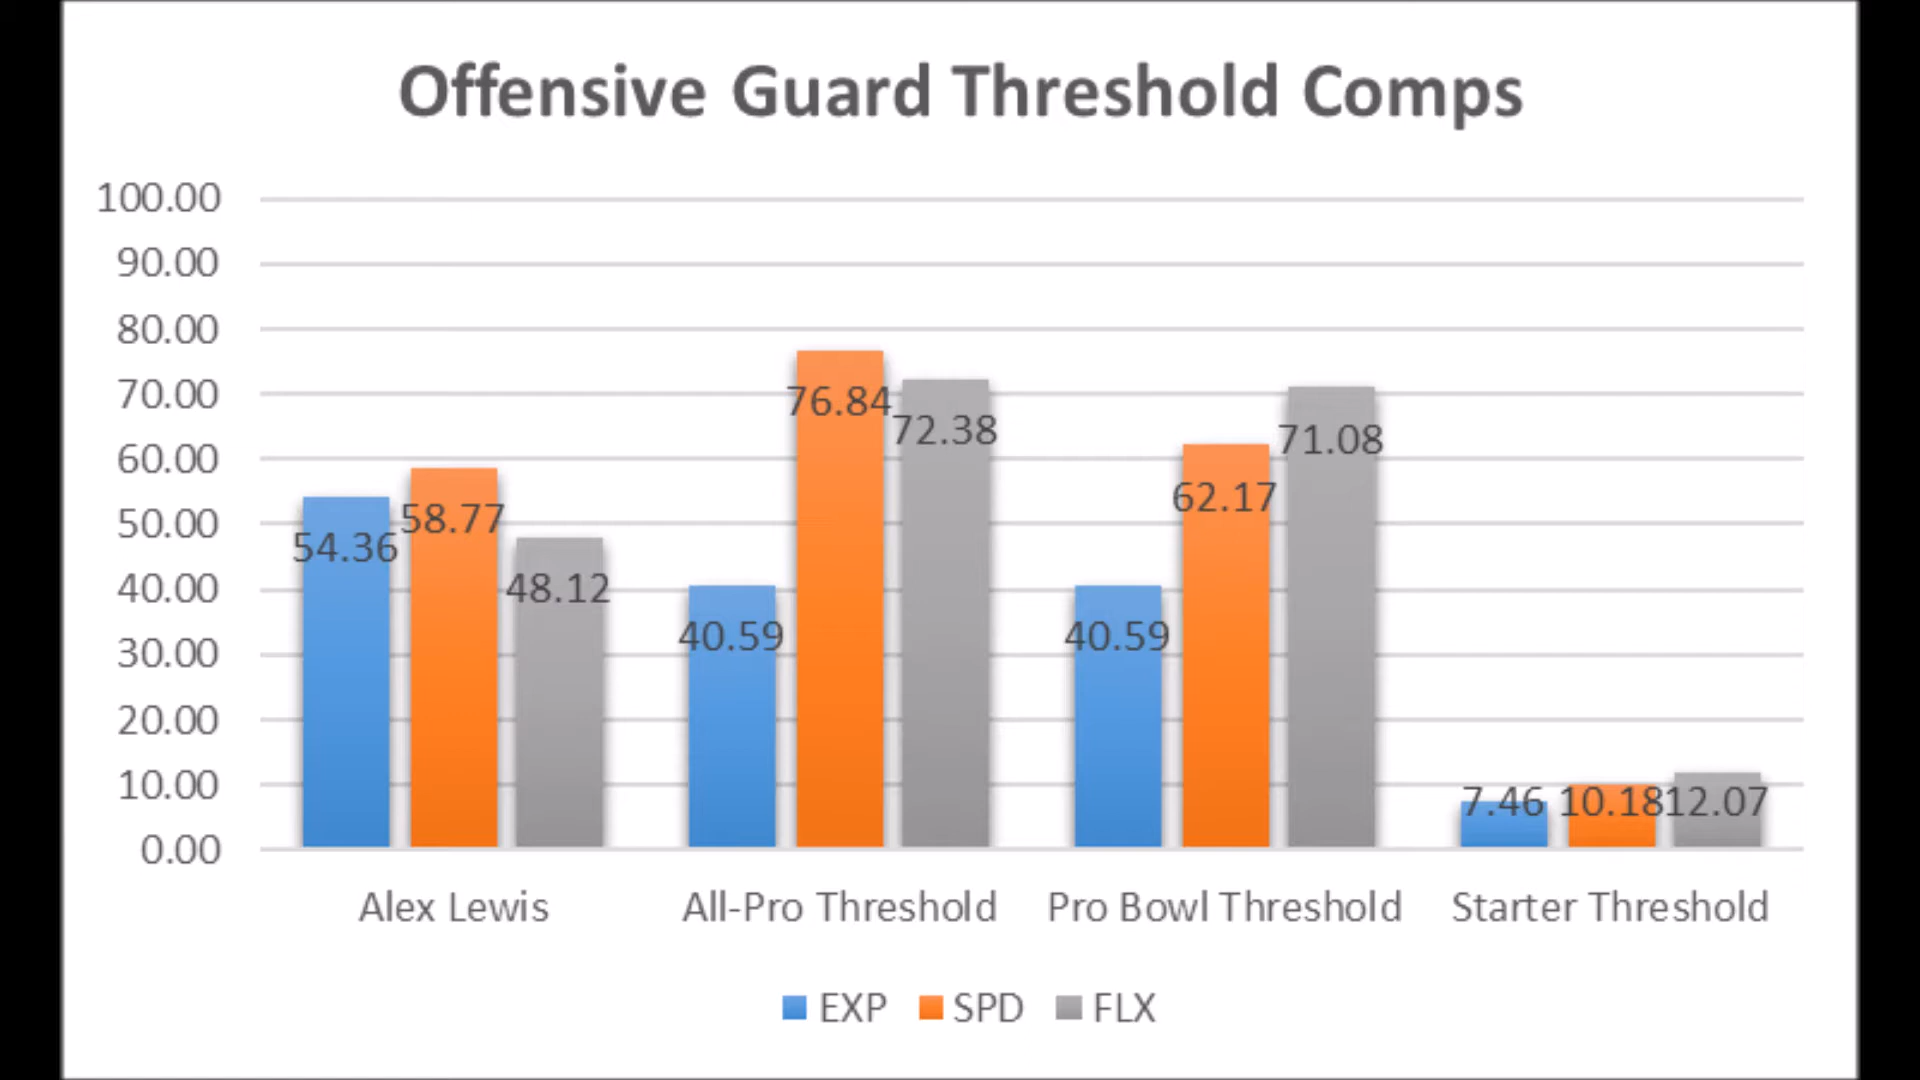 Offensive Guard Threshold Comps
100.00
90.00
80.00
70.00
60.00
50.00
40.00
30.00
20.00
10.00
0.00
54.36 58.77 48.12
40.59 76.84 72.38
40.59 62.17 71.08
7.46 10.18 12.07
Alex Lewis All-Pro Threshold Pro Bowl Threshold Starter Threshold
EXP SPD FLX